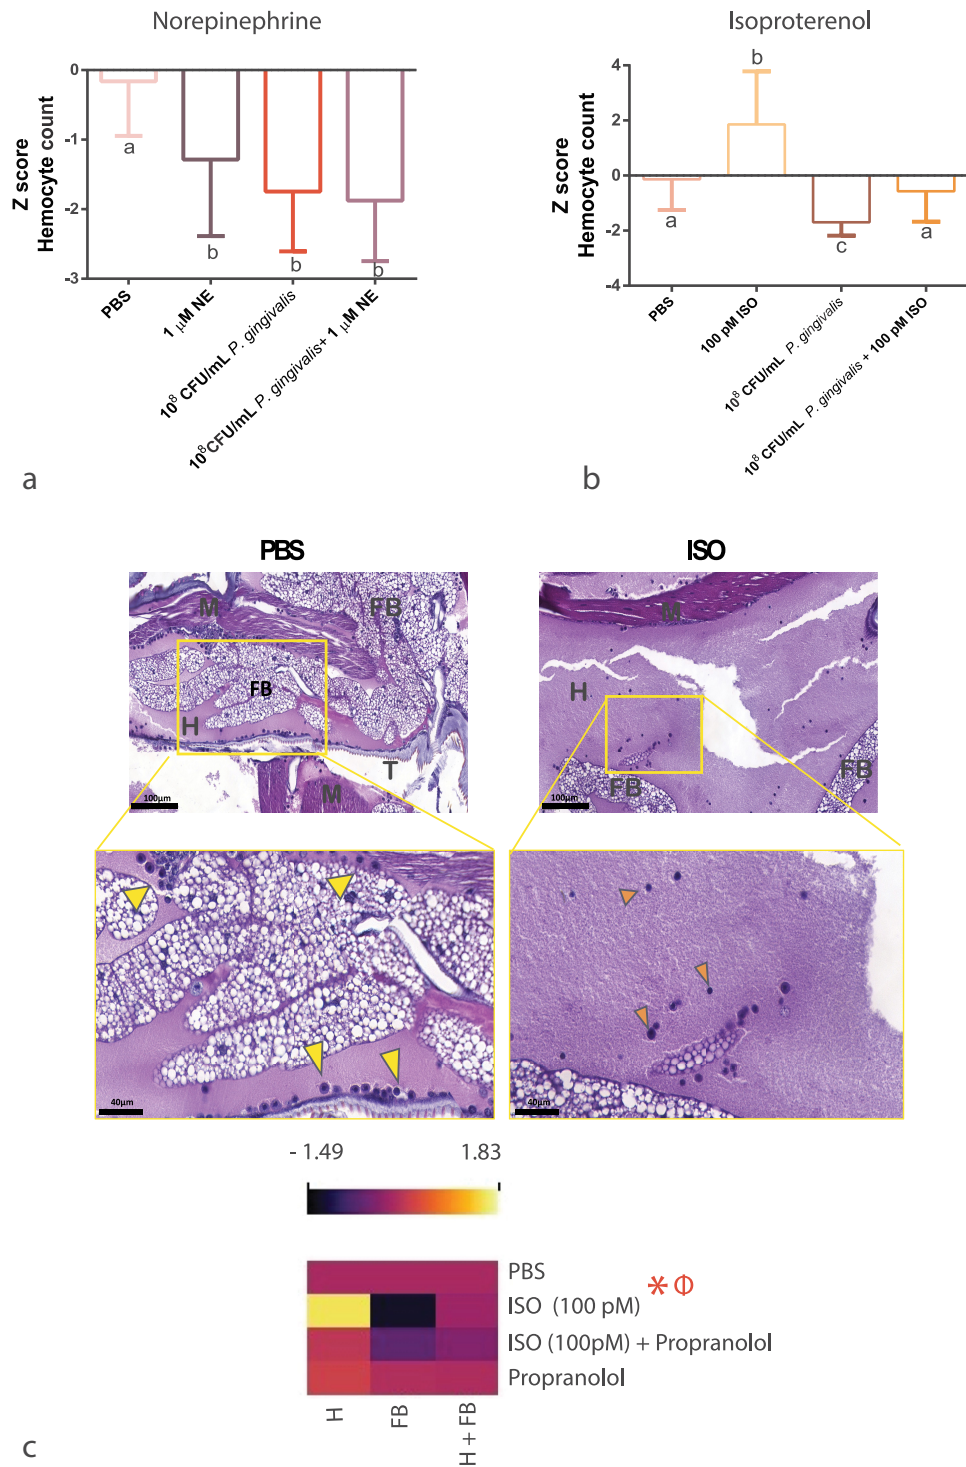 Norepinephrine
Z score
Hemocyte count
0
-1
-2
-3
a
b
b
b
PBS
1 μM NE
10⁸ CFU/mL P. gingivalis
10⁸CFU/mL P. gingivalis+ 1 μM NE
a
Isoproterenol
Z score
Hemocyte count
4
2
0
-2
-4
a
b
c
a
PBS
100 pM ISO
10⁸ CFU/mL P. gingivalis
10⁸ CFU/mL P. gingivalis + 100 pM ISO
b
PBS
M
FB
FB
H
T
M
100μm
40μm
ISO
M
H
FB
FB
100μm
40μm
- 1.49
1.83
PBS
ISO (100 pM) * Φ
ISO (100pM) + Propranolol
Propranolol
H
FB
H + FB
c